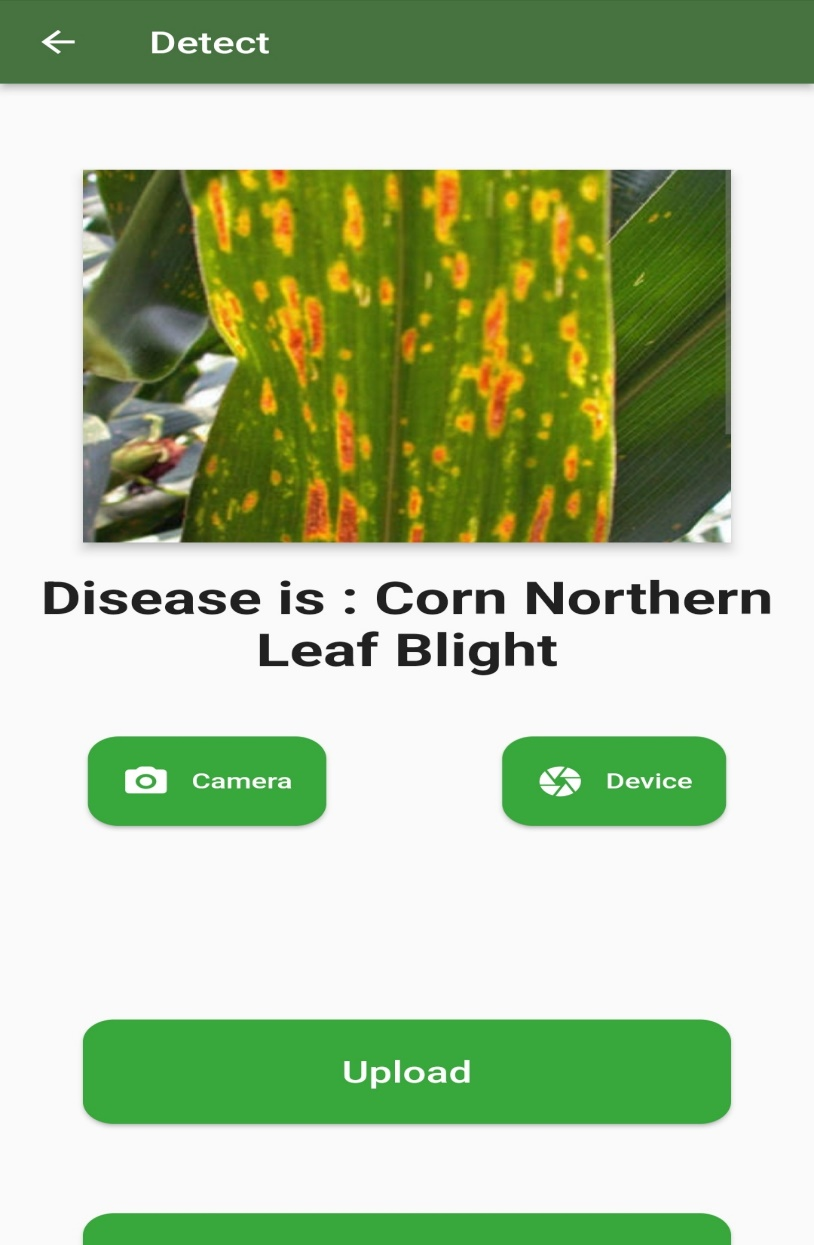 Detect
Disease is : Corn Northern
Leaf Blight
Camera
Device
Upload